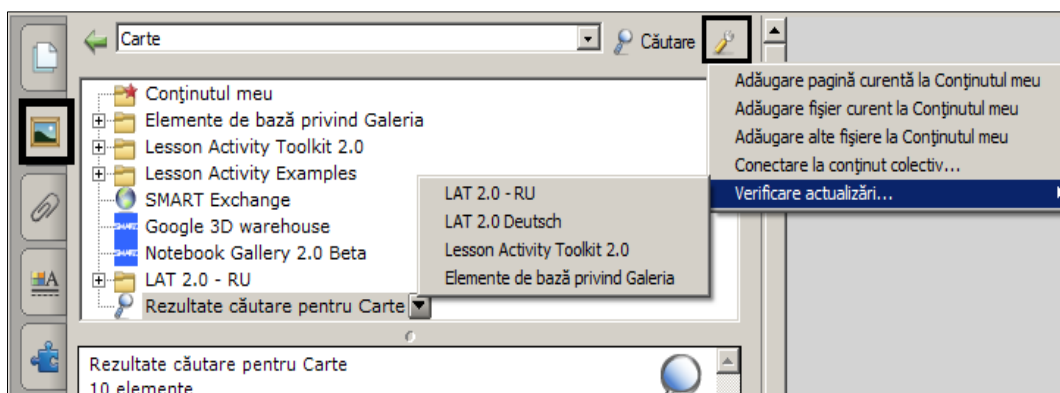 Carte
Căutare
Conţinutul meu
Elemente de bază privind Galeria
Lesson Activity Toolkit 2.0
Lesson Activity Examples
SMART Exchange
Google 3D warehouse
Notebook Gallery 2.0 Beta
LAT 2.0 - RU
Rezultate căutare pentru Carte
Adăugare pagină curentă la Conţinutul meu
Adăugare fişier curent la Conţinutul meu
Adăugare alte fişiere la Conţinutul meu
Conectare la conţinut colectiv...
Verificare actualizări...
LAT 2.0 - RU
LAT 2.0 Deutsch
Lesson Activity Toolkit 2.0
Elemente de bază privind Galeria
Rezultate căutare pentru Carte
10 elemente